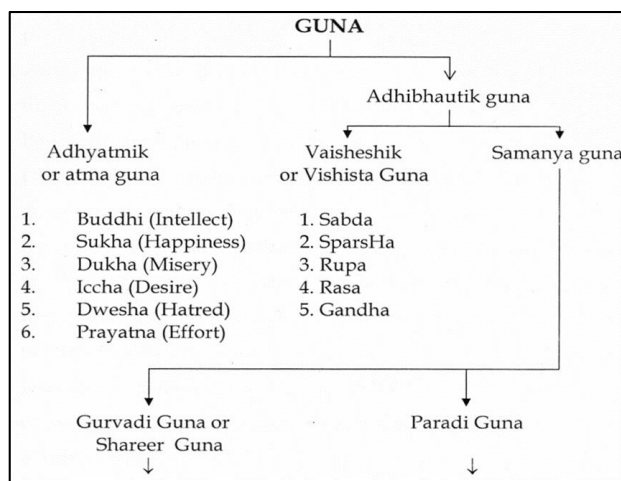 GUNA
Adhibhautik guna
Adhyatmik
or atma guna
Vaisheshik
or Vishista Guna
Samanya guna
1. Buddhi (Intellect)
2. Sukha (Happiness)
3. Dukha (Misery)
4. Iccha (Desire)
5. Dwesha (Hatred)
6. Prayatna (Effort)
1. Sabda
2. SparsHa
3. Rupa
4. Rasa
5. Gandha
Gurvadi Guna or
Shareer Guna
Paradi Guna